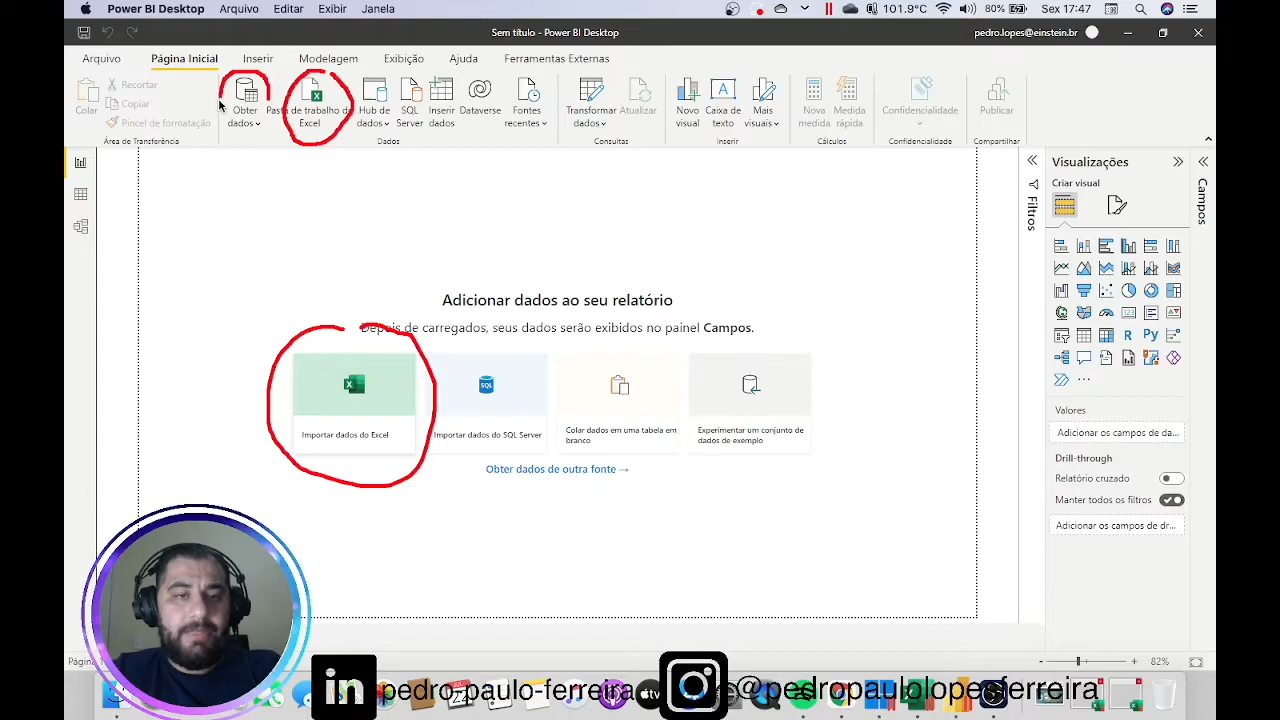 Power BI Desktop Arquivo Editar Exibir Janela
101.9°C 80% Sex 17:47
Sem título - Power BI Desktop
pedro.lopes@einstein.br
Arquivo Página Inicial Inserir Modelagem Exibição Ajuda Ferramentas Externas
Colar
Recortar
Copiar
Pincel de formatação
Área de Transferência
Obter
dados
Pasta de trabalho do
Excel
Hub de
dados
SQL
Server
Inserir
dados
Dataverse
Fontes
recentes
Dados
Transformar
dados
Atualizar
Consultas
Novo
visual
Caixa de
texto
Mais
visuais
Inserir
Nova
medida
Medida
rápida
Cálculos
Confidencialidade
Confidencialidade
Publicar
Compartilhar
Adicionar dados ao seu relatório
Depois de carregados, seus dados serão exibidos no painel Campos.
SQL
Importar dados do Excel
Importar dados do SQL Server
Colar dados em uma tabela em
branco
Experimentar um conjunto de
dados de exemplo
Obter dados de outra fonte →
Filtros
Visualizações
Criar visual
R Py
Valores
Adicionar os campos de da...
Drill-through
Relatório cruzado
Manter todos os filtros
Adicionar os campos de dr...
Campos
82%
in pedro-paulo-ferreira
@pedropaulolopesferreira
tv